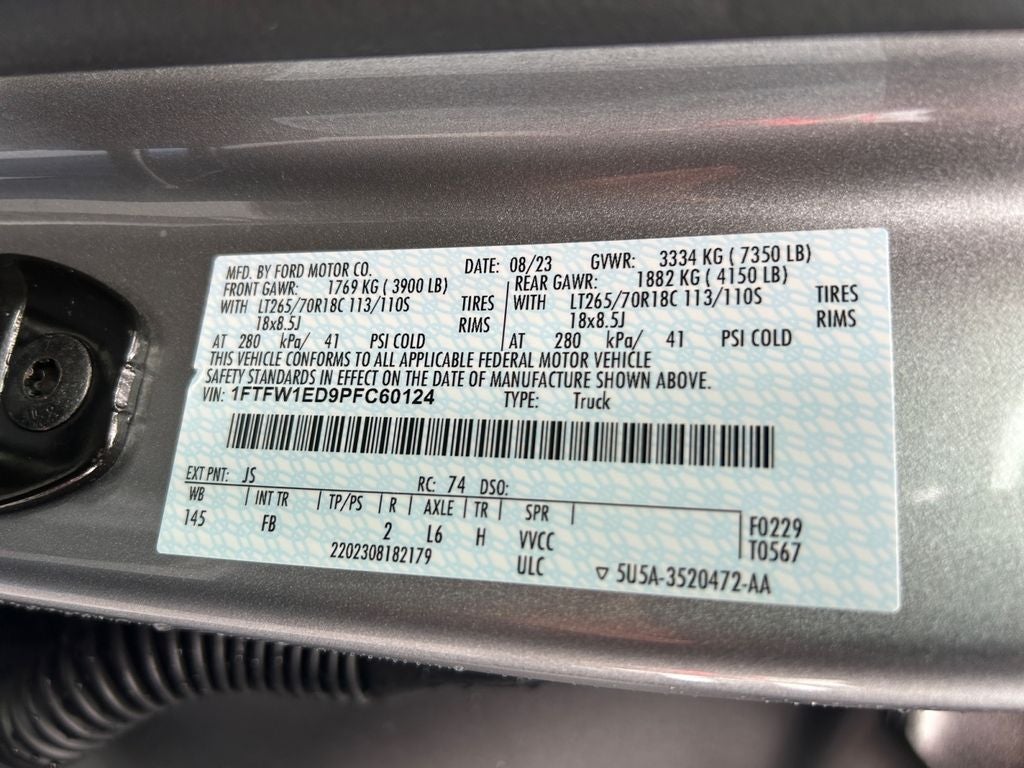 MFD. BY FORD MOTOR CO. DATE: 08/23 GVWR: 3334 KG ( 7350 LB)
FRONT GAWR: 1769 KG ( 3900 LB) REAR GAWR: 1882 KG ( 4150 LB)
WITH LT265/70R18C 113/110S TIRES WITH LT265/70R18C 113/110S TIRES
18x8.5J RIMS 18x8.5J RIMS
AT 280 kPa/ 41 PSI COLD AT 280 kPa/ 41 PSI COLD
THIS VEHICLE CONFORMS TO ALL APPLICABLE FEDERAL MOTOR VEHICLE
SAFETY STANDARDS IN EFFECT ON THE DATE OF MANUFACTURE SHOWN ABOVE.
VIN: 1FTFW1ED9PFC60124 TYPE: Truck
EXT PNT: JS RC: 74 DSO:
WB INT TR TP/PS R AXLE TR SPR
145 FB 2 L6 H VVCC F0229
2202308182179 ULC T0567
5U5A-3520472-AA